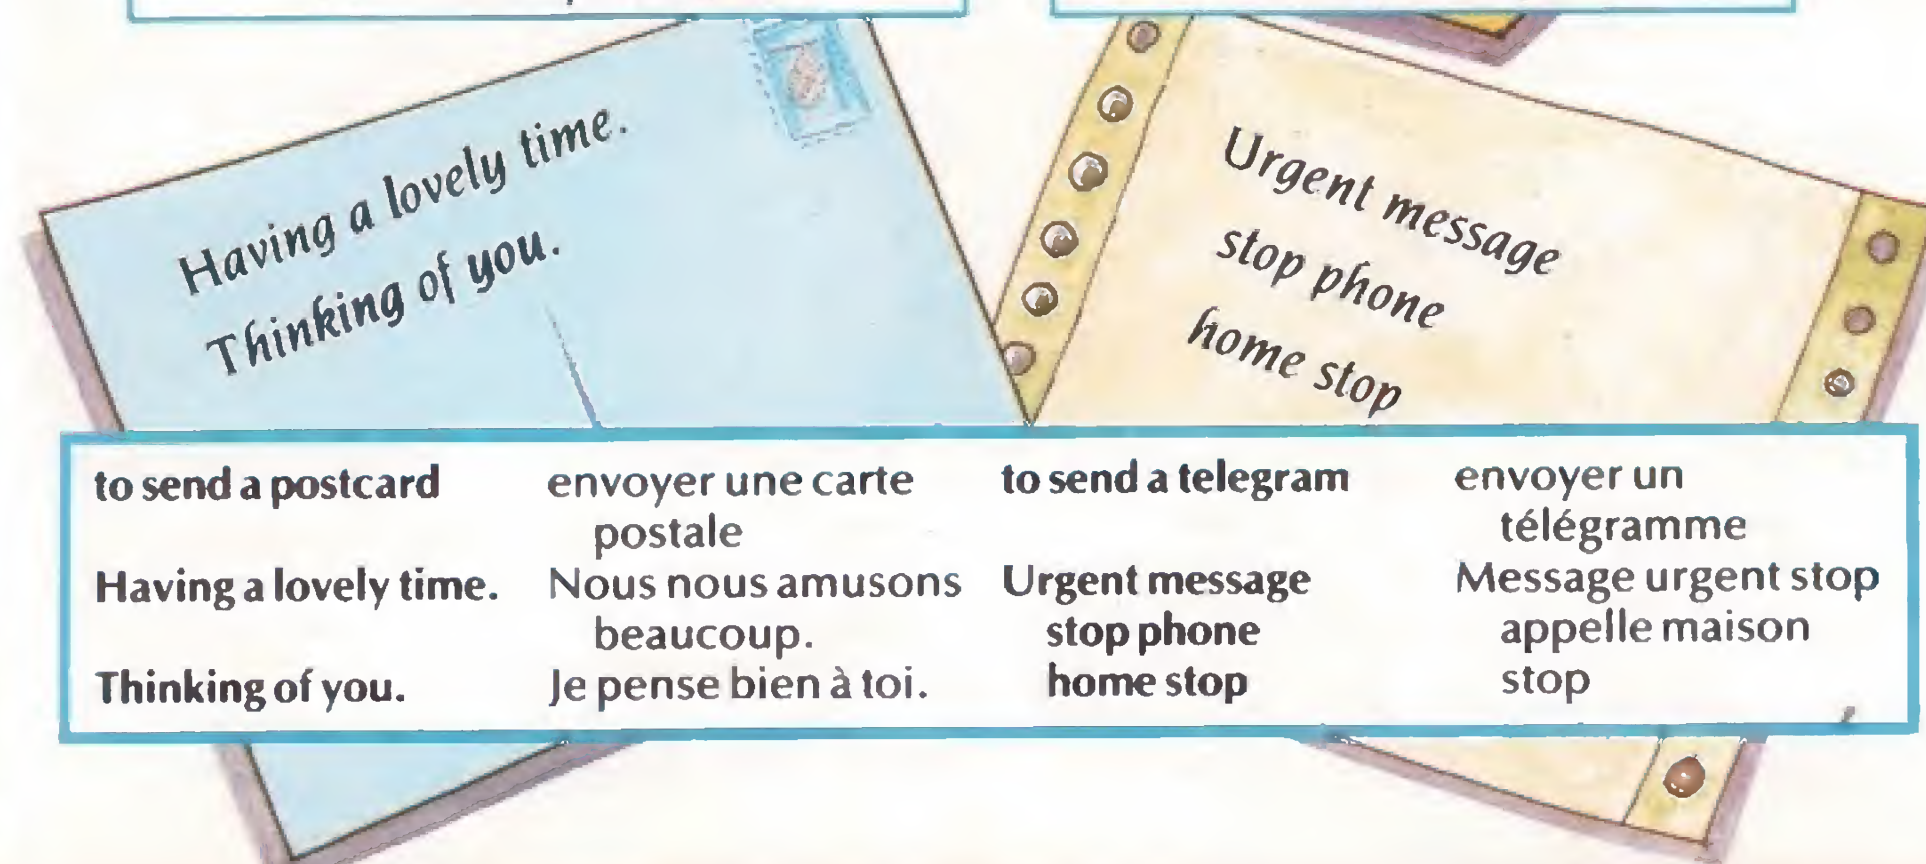 Having a lovely time.
Thinking of you.
Urgent message
stop phone
home stop
to send a postcard
envoyer une carte
postale
Having a lovely time.
Nous nous amusons
beaucoup.
Thinking of you.
Je pense bien à toi.
to send a telegram
envoyer un
télégramme
Urgent message
stop phone
home stop
Message urgent stop
appelle maison
stop